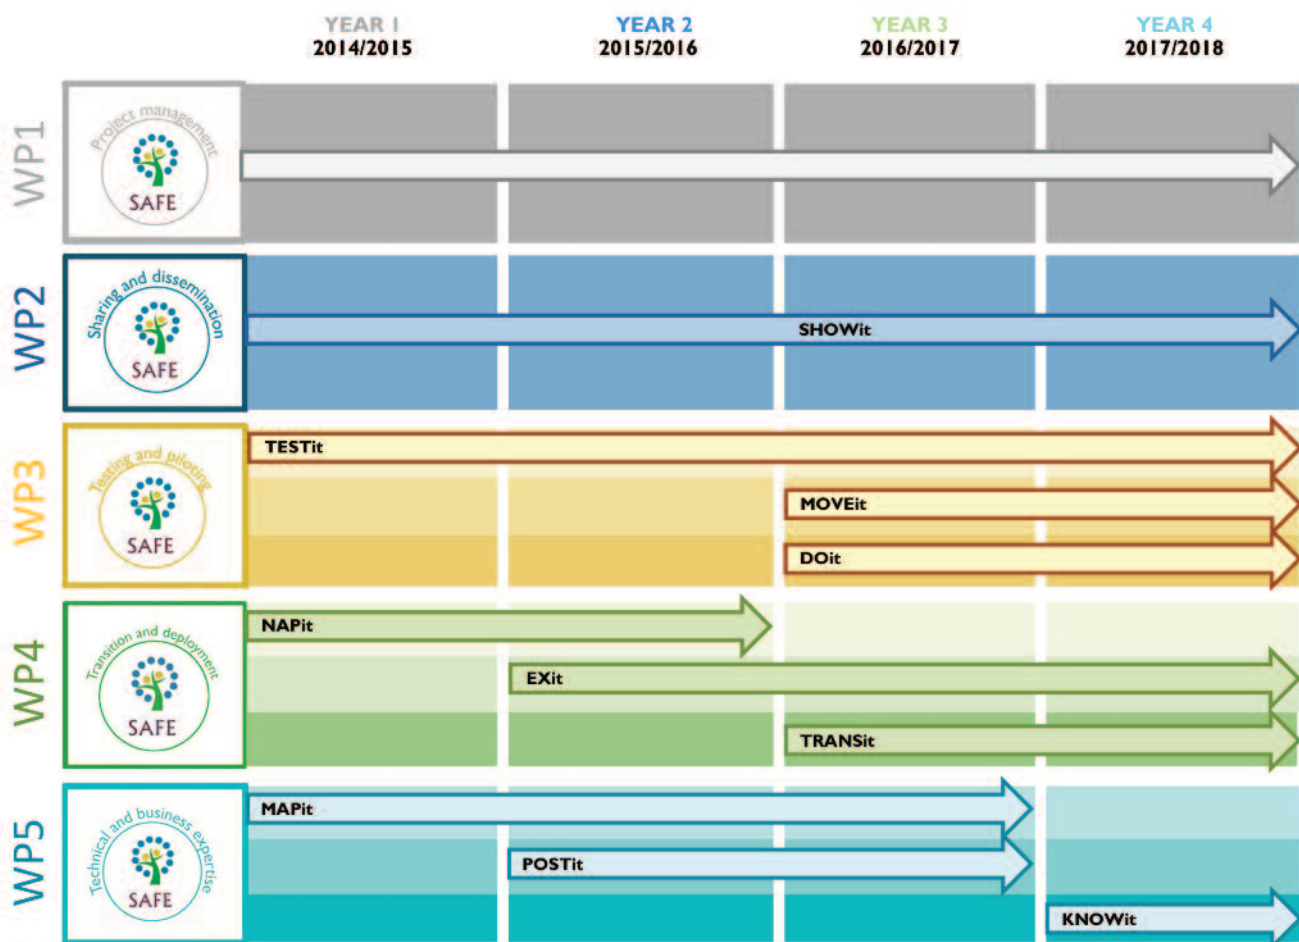 YEAR 1
2014/2015
YEAR 2
2015/2016
YEAR 3
2016/2017
YEAR 4
2017/2018
WP1
Project management
SAFE
WP2
Sharing and dissemination
SAFE
SHOWit
WP3
Testing and piloting
SAFE
TESTit
MOVEit
DOit
WP4
Transition and deployment
SAFE
NAPit
EXit
TRANSit
WP5
Technical and business expertise
SAFE
MAPit
POSTit
KNOWit